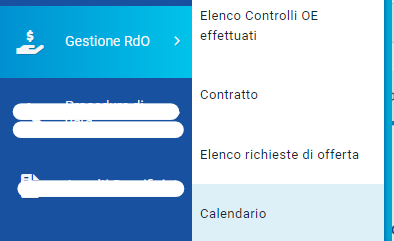 Gestione RdO
Elenco Controlli OE
effettuati
Contratto
Elenco richieste di offerta
Calendario